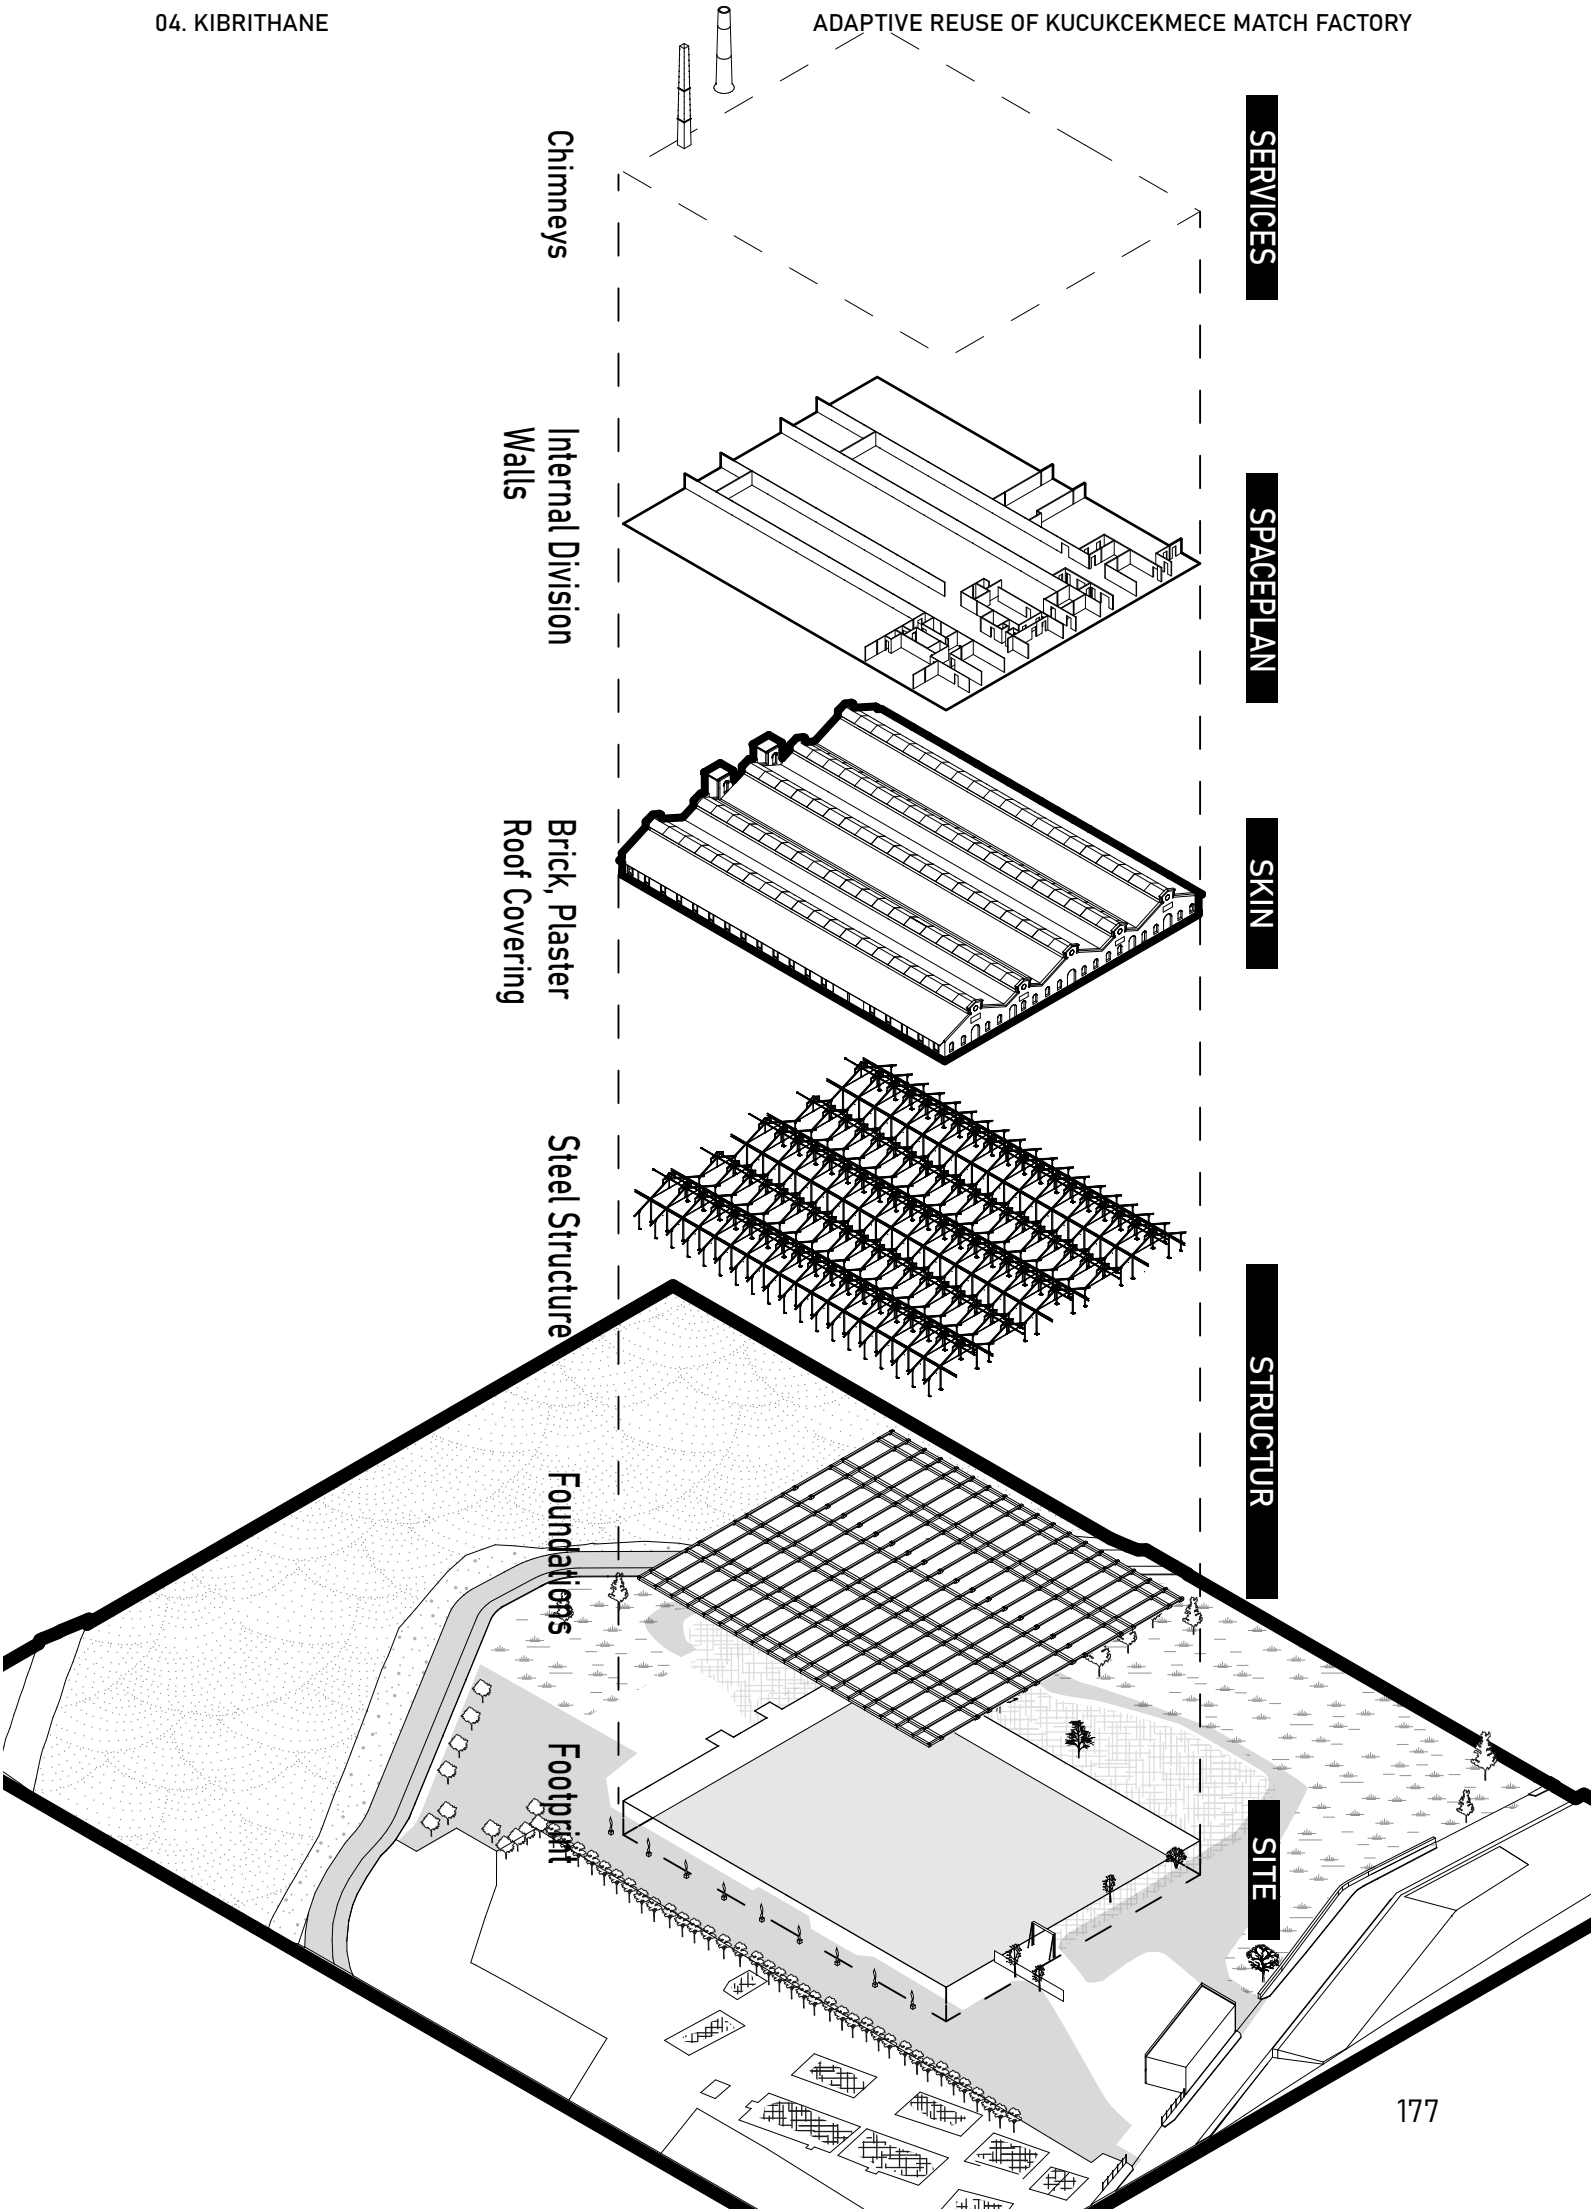 04. KIBRITHANE
ADAPTIVE REUSE OF KUCUKCEKMECE MATCH FACTORY
SERVICES
Chimneys
SPACEPLAN
Internal Division
Walls
SKIN
Brick, Plaster
Roof Covering
STRUCTUR
Steel Structure
Foundations
SITE
Footprint
177